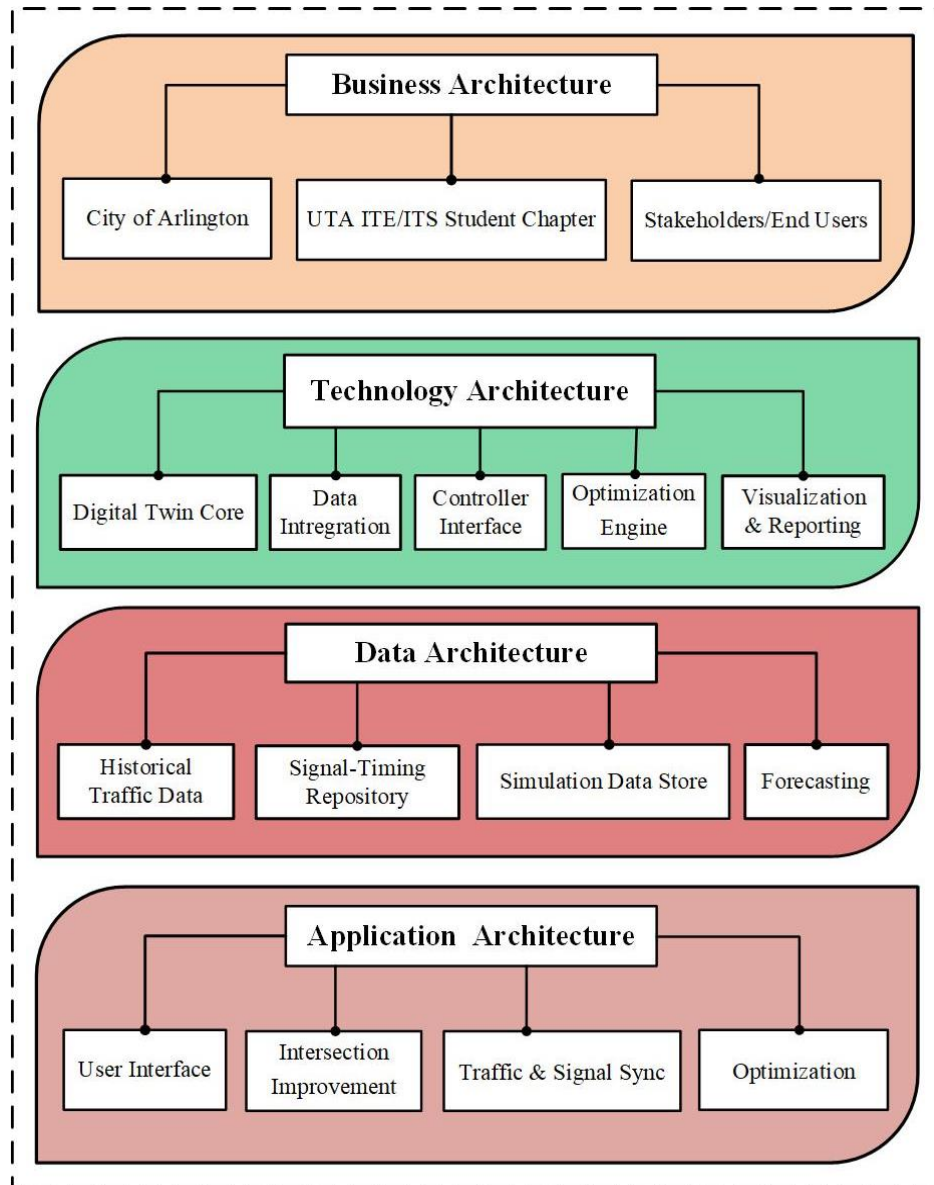 Business Architecture
City of Arlington
UTA ITE/ITS Student Chapter
Stakeholders/End Users
Technology Architecture
Digital Twin Core
Data
Intregration
Controller
Interface
Optimization
Engine
Visualization
& Reporting
Data Architecture
Historical
Traffic Data
Signal-Timing
Repository
Simulation Data Store
Forecasting
Application Architecture
User Interface
Intersection
Improvement
Traffic & Signal Sync
Optimization